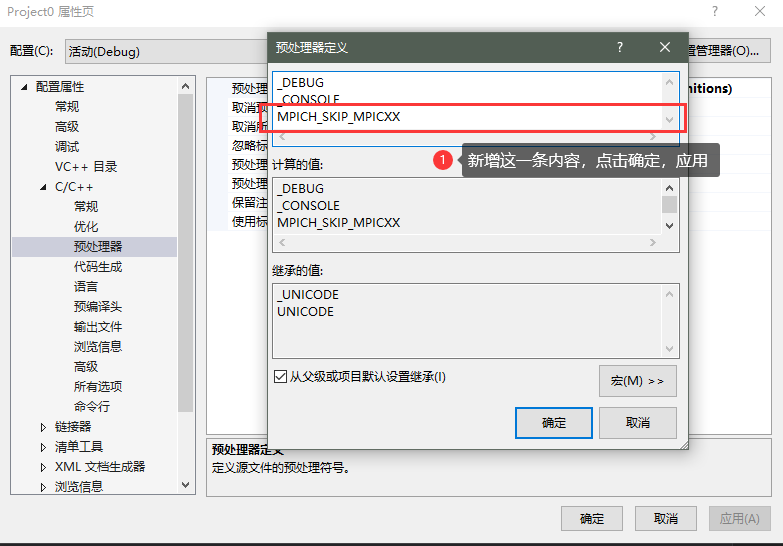 Project0 属性页
配置(C):
活动(Debug)
置管理器(O)...
配置属性
常规
高级
调试
VC++ 目录
C/C++
常规
优化
预处理器
代码生成
语言
预编译头
输出文件
浏览信息
高级
所有选项
命令行
链接器
清单工具
XML 文档生成器
浏览信息
预处理
取消预
取消所
忽略标
预处理
预处理
保留注
使用标
nitions)
预处理器定义
_DEBUG
_CONSOLE
MPICH_SKIP_MPICXX
1
新增这一条内容，点击确定，应用
计算的值:
_DEBUG
_CONSOLE
MPICH_SKIP_MPICXX
继承的值:
_UNICODE
UNICODE
从父级或项目默认设置继承(I)
宏(M) >>
确定
取消
预处理器定义
定义源文件的预处理符号。
确定
取消
应用(A)